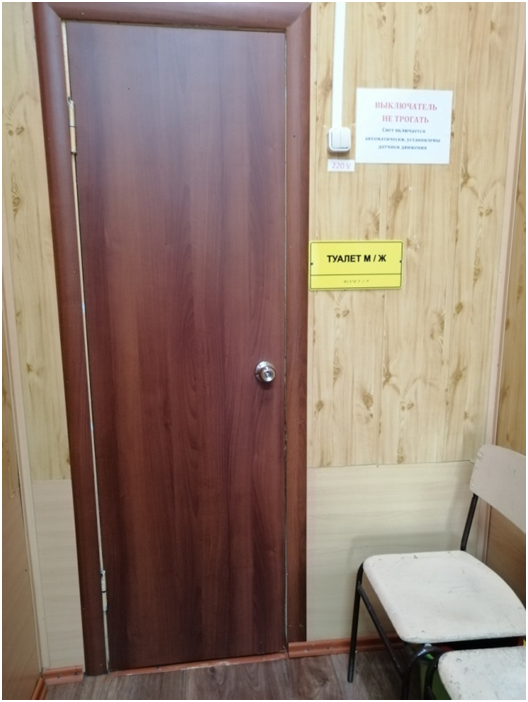 ВЫКЛЮЧАТЕЛЬ
НЕ ТРОГАТЬ
Свет включается
автоматически, установлены
датчики движения
220 V
ТУАЛЕТ М / Ж